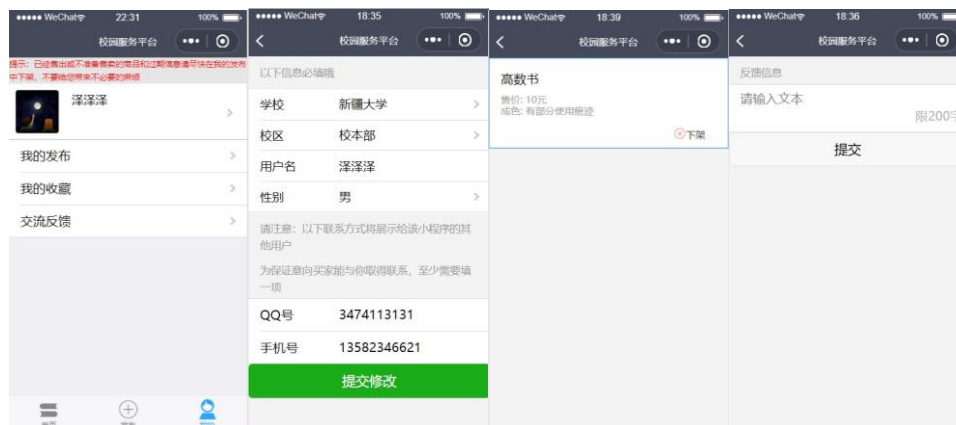 ●●●●● WeChat 22:31 100%
校园服务平台
提示：已经售出或不准备售卖的商品和过期信息请尽快在我的发布
中下架，不要给您带来不必要的麻烦
泽泽泽
我的发布
我的收藏
交流反馈
●●●●● WeChat 18:35 100%
校园服务平台
以下信息必填哦
学校 新疆大学
校区 校本部
用户名 泽泽泽
性别 男
请注意：以下联系方式将展示给该小程序的其
他用户
为保证意向买家能与你取得联系，至少需要填
一项
QQ号 3474113131
手机号 13582346621
提交修改
●●●●● WeChat 18:39 100%
校园服务平台
高数书
售价: 10元
成色: 有部分使用痕迹
下架
●●●●● WeChat 18:36 100%
校园服务平台
反馈信息
请输入文本
限200字
提交